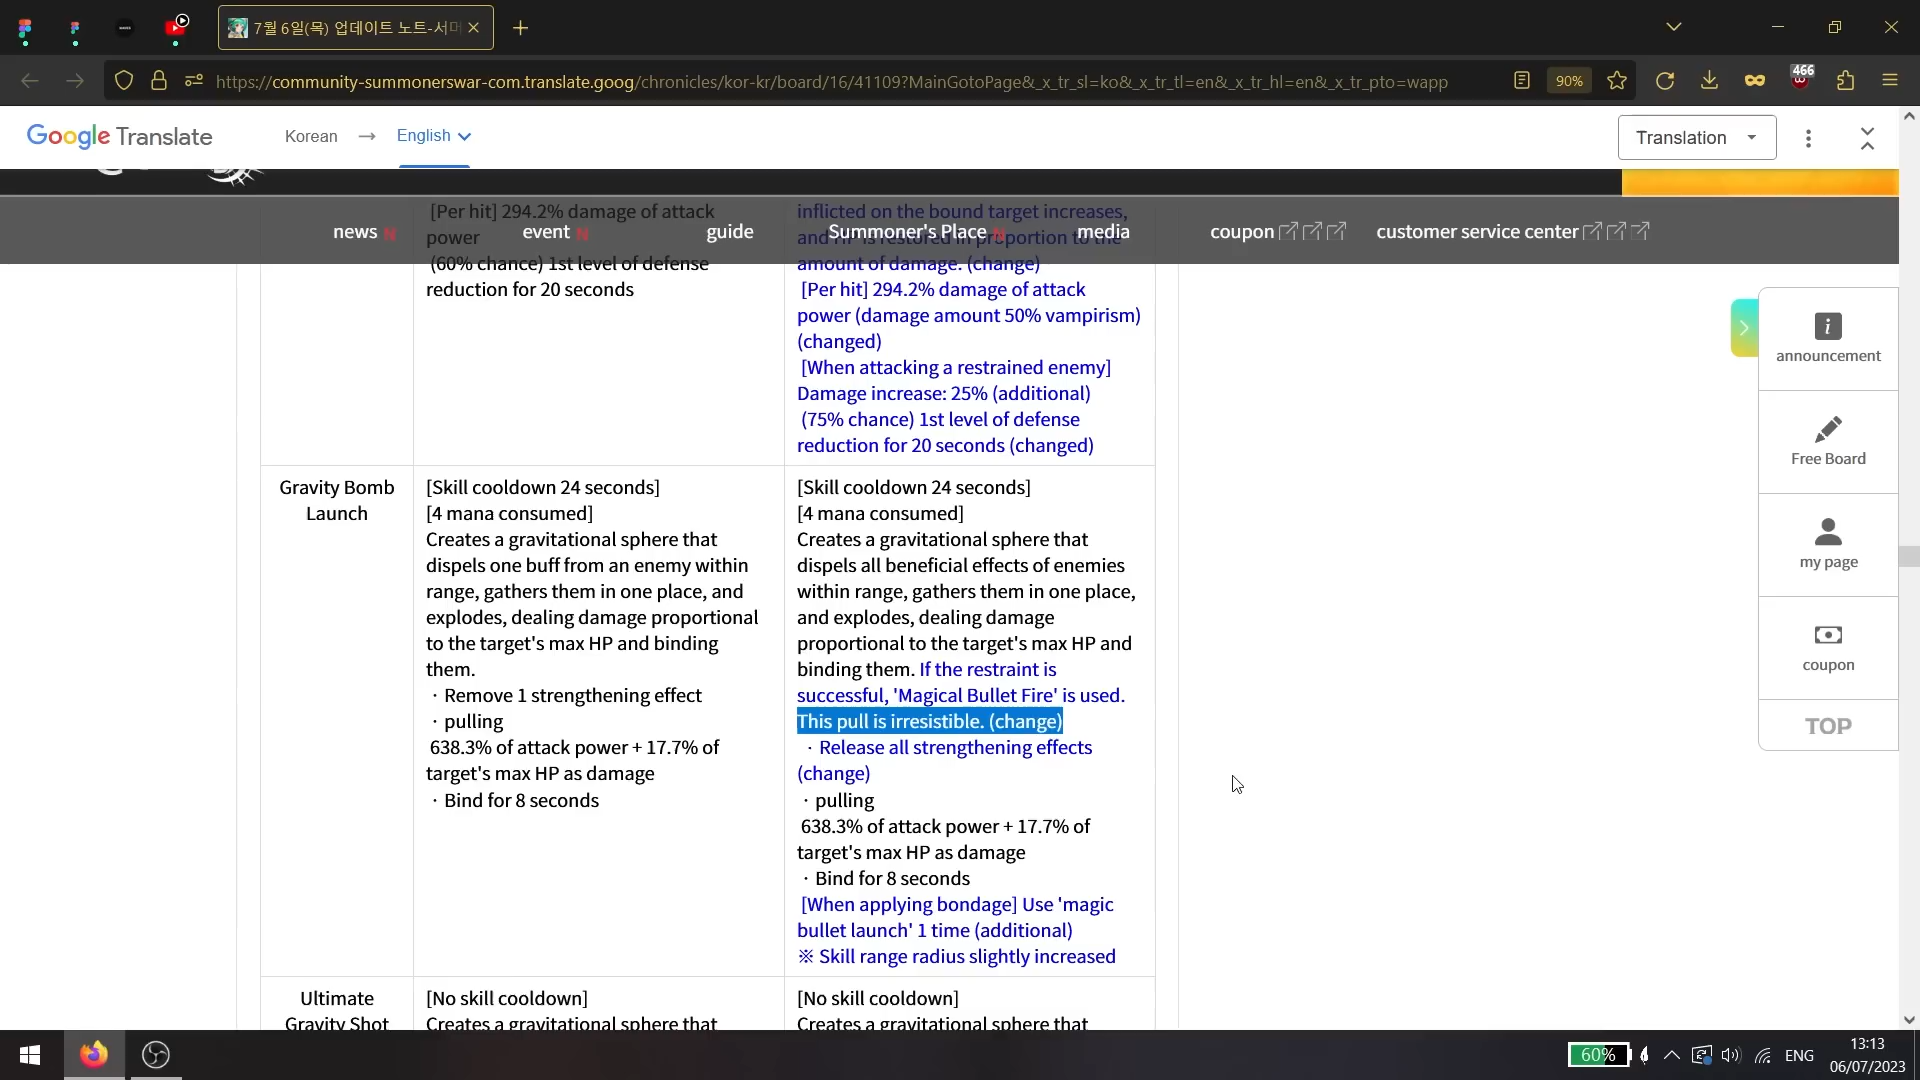 7월 6일(목) 업데이트 노트-서머
https://community-summonerswar-com.translate.goog/chronicles/kor-kr/board/16/41109?MainGotoPage&_x_tr_sl=ko&_x_tr_tl=en&_x_tr_hl=en&_x_tr_pto=wapp
90%
466
Google Translate
Korean → English
Translation
news N
event N
guide
Summoner's Place N
media
coupon
customer service center
[Per hit] 294.2% damage of attack
power
(60% chance) 1st level of defense
reduction for 20 seconds
inflicted on the bound target increases,
and HP is restored in proportion to the
amount of damage. (change)
[Per hit] 294.2% damage of attack
power (damage amount 50% vampirism)
(changed)
[When attacking a restrained enemy]
Damage increase: 25% (additional)
(75% chance) 1st level of defense
reduction for 20 seconds (changed)
Gravity Bomb
Launch
[Skill cooldown 24 seconds]
[4 mana consumed]
Creates a gravitational sphere that
dispels one buff from an enemy within
range, gathers them in one place, and
explodes, dealing damage proportional
to the target's max HP and binding
them.
· Remove 1 strengthening effect
· pulling
638.3% of attack power + 17.7% of
target's max HP as damage
· Bind for 8 seconds
[Skill cooldown 24 seconds]
[4 mana consumed]
Creates a gravitational sphere that
dispels all beneficial effects of enemies
within range, gathers them in one place,
and explodes, dealing damage
proportional to the target's max HP and
binding them. If the restraint is
successful, 'Magical Bullet Fire' is used.
This pull is irresistible. (change)
· Release all strengthening effects
(change)
· pulling
638.3% of attack power + 17.7% of
target's max HP as damage
· Bind for 8 seconds
[When applying bondage] Use 'magic
bullet launch' 1 time (additional)
※ Skill range radius slightly increased
Ultimate
Gravity Shot
[No skill cooldown]
Creates a gravitational sphere that
[No skill cooldown]
Creates a gravitational sphere that
announcement
Free Board
my page
coupon
TOP
60%
ENG
13:13
06/07/2023